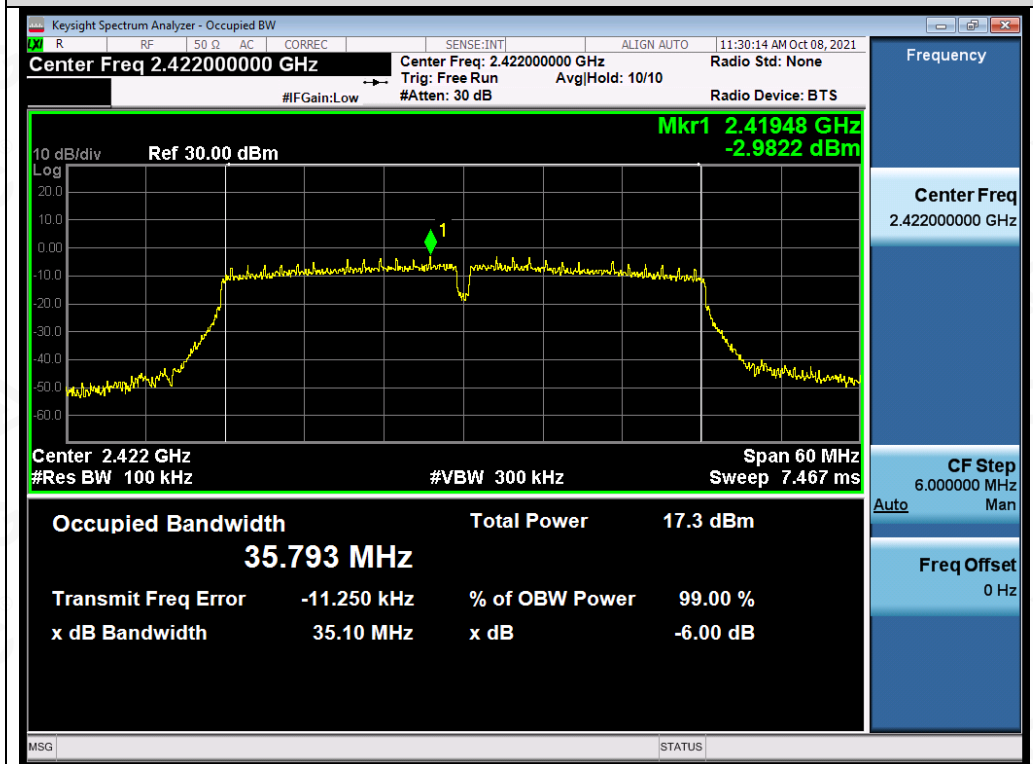 Keysight Spectrum Analyzer - Occupied BW
LXI R RF 50 Ω AC CORREC SENSE:INT ALIGN AUTO 11:30:14 AM Oct 08, 2021
Center Freq 2.422000000 GHz
Center Freq: 2.422000000 GHz Radio Std: None
Trig: Free Run Avg|Hold: 10/10
#IFGain:Low #Atten: 30 dB Radio Device: BTS
Mkr1 2.41948 GHz
-2.9822 dBm
10 dB/div Ref 30.00 dBm
Log
20.0
10.0
1
0.00
-10.0
-20.0
-30.0
-40.0
-50.0
-60.0
Center 2.422 GHz Span 60 MHz
#Res BW 100 kHz #VBW 300 kHz Sweep 7.467 ms
Occupied Bandwidth Total Power 17.3 dBm
35.793 MHz
Transmit Freq Error -11.250 kHz % of OBW Power 99.00 %
x dB Bandwidth 35.10 MHz x dB -6.00 dB
Frequency
Center Freq
2.422000000 GHz
CF Step
6.000000 MHz
Auto Man
Freq Offset
0 Hz
MSG STATUS